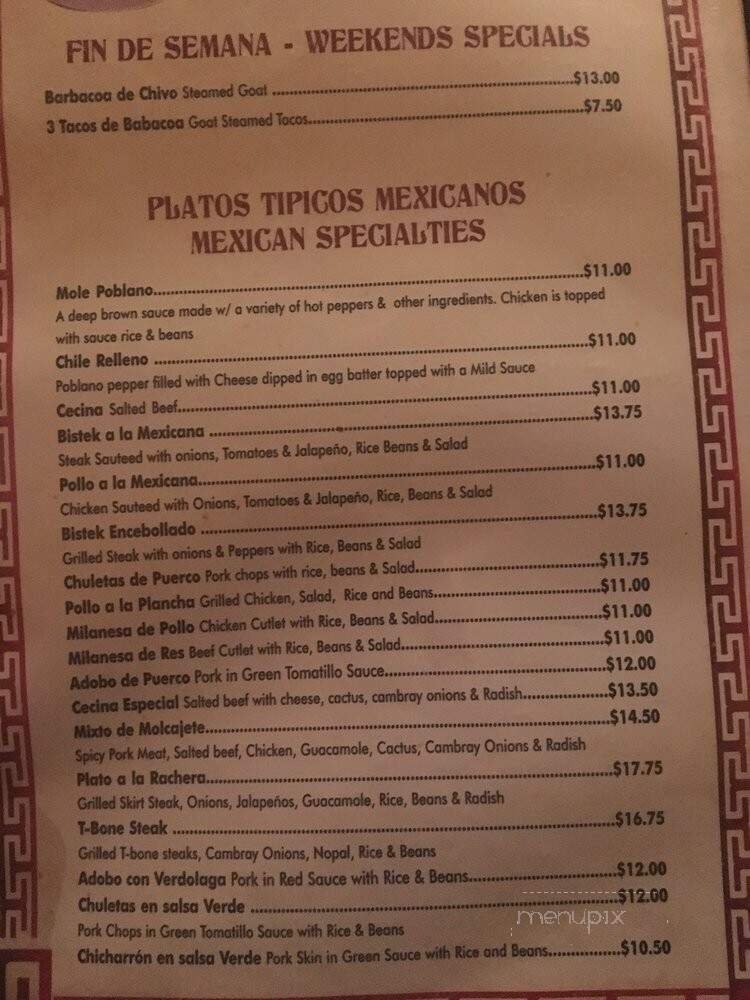 FIN DE SEMANA - WEEKENDS SPECIALS
Barbacoa de Chivo Steamed Goat ....................$13.00
3 Tacos de Babacoa Goat Steamed Tacos....................$7.50
PLATOS TIPICOS MEXICANOS
MEXICAN SPECIALTIES
Mole Poblano....................$11.00
A deep brown sauce made w/ a variety of hot peppers & other ingredients. Chicken is topped
with sauce rice & beans
Chile Relleno ....................$11.00
Poblano pepper filled with Cheese dipped in egg batter topped with a Mild Sauce
Cecina Salted Beef....................$11.00
Bistek a la Mexicana ....................$13.75
Steak Sauteed with onions, Tomatoes & Jalapeño, Rice Beans & Salad
Pollo a la Mexicana....................$11.00
Chicken Sauteed with Onions, Tomatoes & Jalapeño, Rice, Beans & Salad
Bistek Encebollado ....................$13.75
Grilled Steak with onions & Peppers with Rice, Beans & Salad
Chuletas de Puerco Pork chops with rice, beans & Salad....................$11.75
Pollo a la Plancha Grilled Chicken, Salad, Rice and Beans....................$11.00
Milanesa de Pollo Chicken Cutlet with Rice, Beans & Salad....................$11.00
Milanesa de Res Beef Cutlet with Rice, Beans & Salad....................$11.00
Adobo de Puerco Pork in Green Tomatillo Sauce....................$12.00
Cecina Especial Salted beef with cheese, cactus, cambray onions & Radish....................$13.50
Mixto de Molcajete....................$14.50
Spicy Pork Meat, Salted beef, Chicken, Guacamole, Cactus, Cambray Onions & Radish
Plato a la Rachera....................$17.75
Grilled Skirt Steak, Onions, Jalapeños, Guacamole, Rice, Beans & Radish
T-Bone Steak ....................$16.75
Grilled T-bone steaks, Cambray Onions, Nopal, Rice & Beans
Adobo con Verdolaga Pork in Red Sauce with Rice & Beans....................$12.00
Chuletas en salsa Verde ....................$12.00
menupix
Pork Chops in Green Tomatillo Sauce with Rice & Beans
Chicharrón en salsa Verde Pork Skin in Green Sauce with Rice and Beans....................$10.50